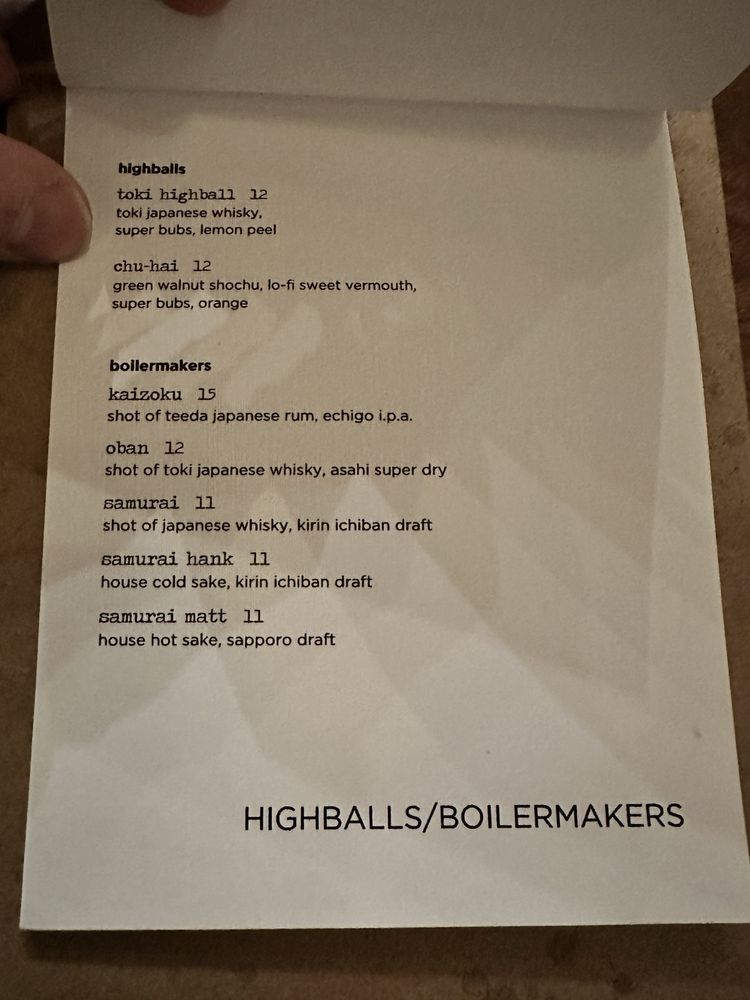 highballs
toki highball 12
toki japanese whisky,
super bubs, lemon peel
chu-hai 12
green walnut shochu, lo-fi sweet vermouth,
super bubs, orange
boilermakers
kaizoku 15
shot of teeda japanese rum, echigo i.p.a.
oban 12
shot of toki japanese whisky, asahi super dry
samurai 11
shot of japanese whisky, kirin ichiban draft
samurai hank 11
house cold sake, kirin ichiban draft
samurai matt 11
house hot sake, sapporo draft
HIGHBALLS/BOILERMAKERS